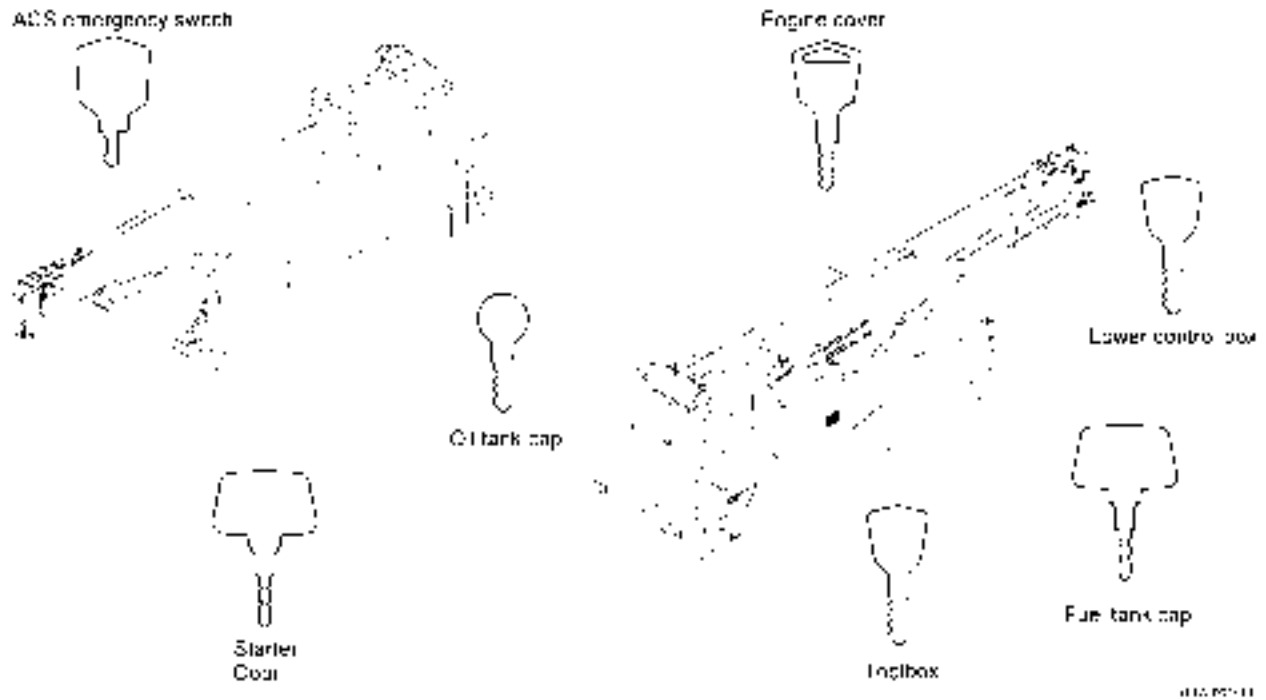 ACS emergency switch
Engine cover
Lower control box
Oil tank cap
Fuel tank cap
Starter
Door
Toolbox